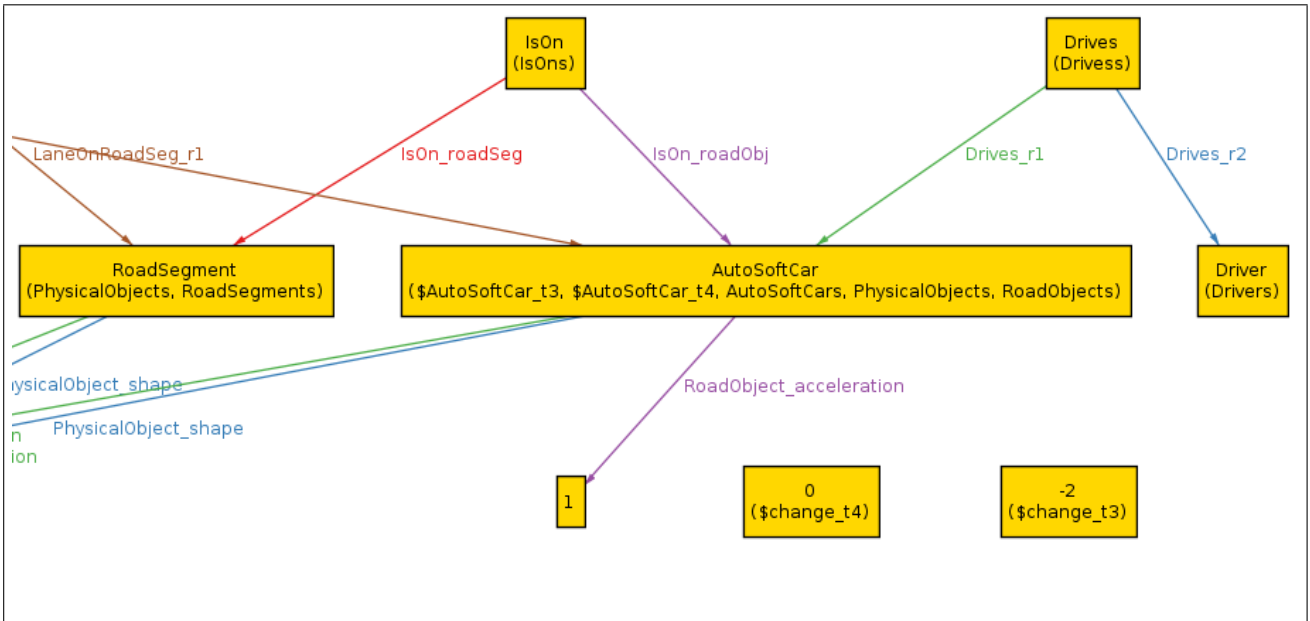 IsOn
(IsOns)
Drives
(Drivess)
LaneOnRoadSeg_r1
IsOn_roadSeg
IsOn_roadObj
Drives_r1
Drives_r2
RoadSegment
(PhysicalObjects, RoadSegments)
AutoSoftCar
($AutoSoftCar_t3, $AutoSoftCar_t4, AutoSoftCars, PhysicalObjects, RoadObjects)
Driver
(Drivers)
ysicalObject_shape
RoadObject_acceleration
PhysicalObject_shape
n
ion
1
0
($change_t4)
-2
($change_t3)